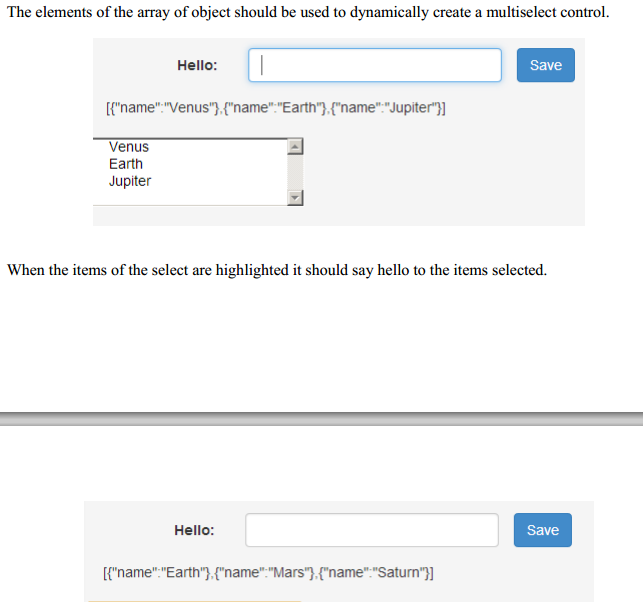 The elements of the array of object should be used to dynamically create a multiselect control.
Hello: Save
[{"name":"Venus"},{"name":"Earth"},{"name":"Jupiter"}]
Venus
Earth
Jupiter
When the items of the select are highlighted it should say hello to the items selected.
Hello: Save
[{"name":"Earth"},{"name":"Mars"},{"name":"Saturn"}]